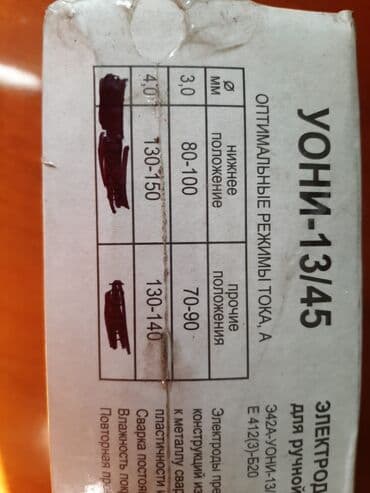 УОНИ-13/45
ОПТИМАЛЬНЫЕ РЕЖИМЫ ТОКА, А
Ø мм нижнее положение прочие положения
3,0 80-100 70-90
4,0 130-150 130-140
ЭЛЕКТРОД
для ручной
Э42А-УОНИ-13/
Е 412(3)-Б20
Электроды пре
конструкций из
к металлу свар
пластичности и
Сварка постоя
Влажность пок
Повторная пра